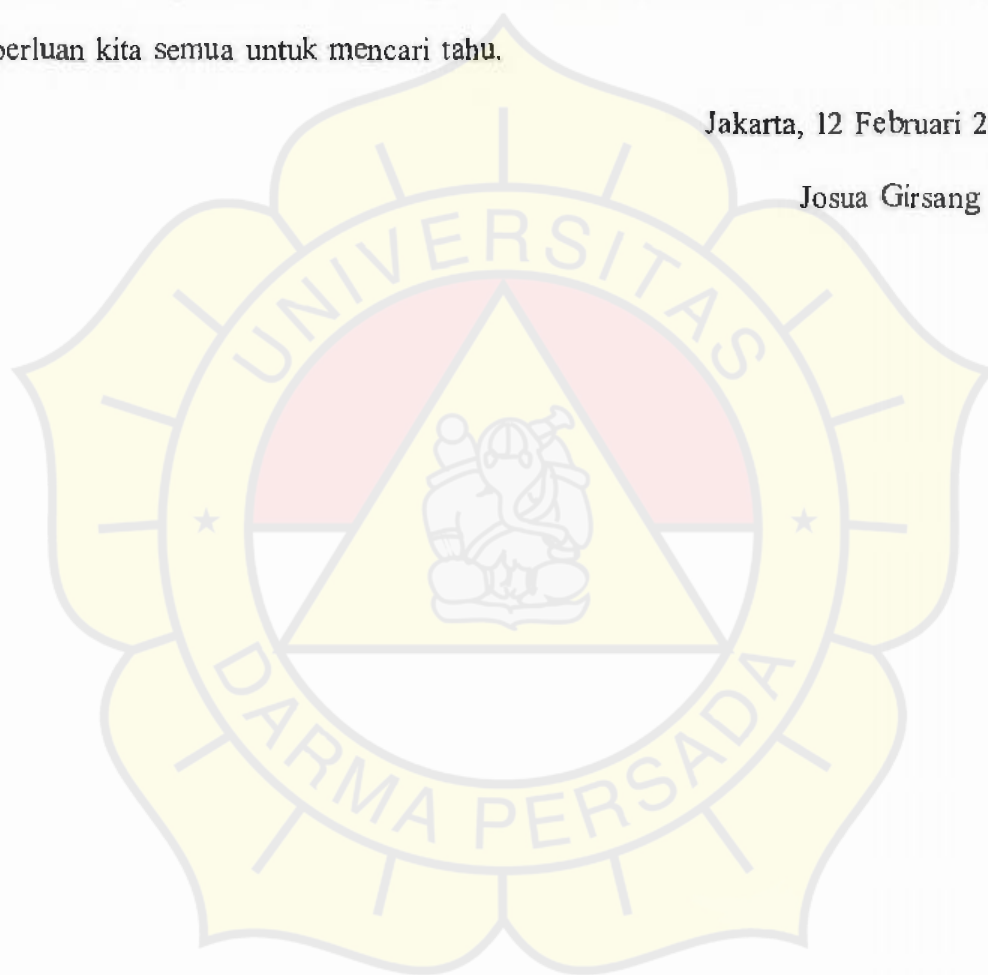 perluan kita semua untuk mencari tahu.
Jakarta, 12 Februari 2
Josua Girsang
UNIVERSITAS
DARMA PERSADA